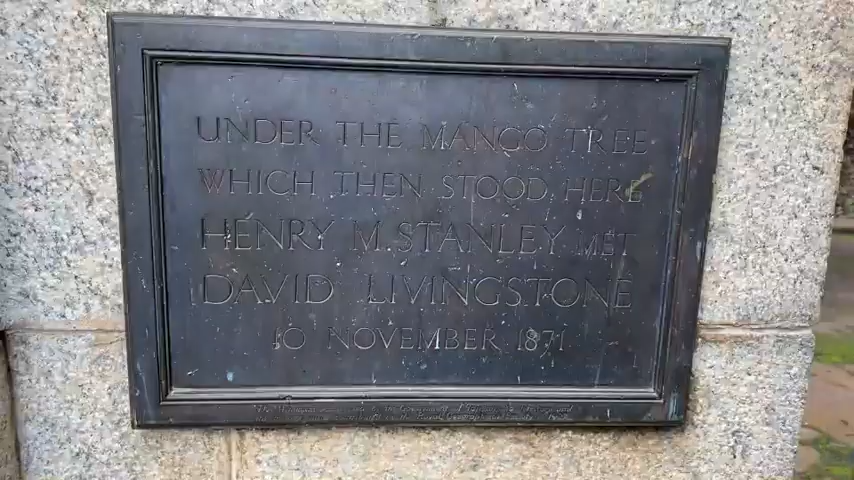 UNDER THE MANGO TREE
WHICH THEN STOOD HERE
HENRY M. STANLEY MET
DAVID LIVINGSTONE
10 NOVEMBER 1871